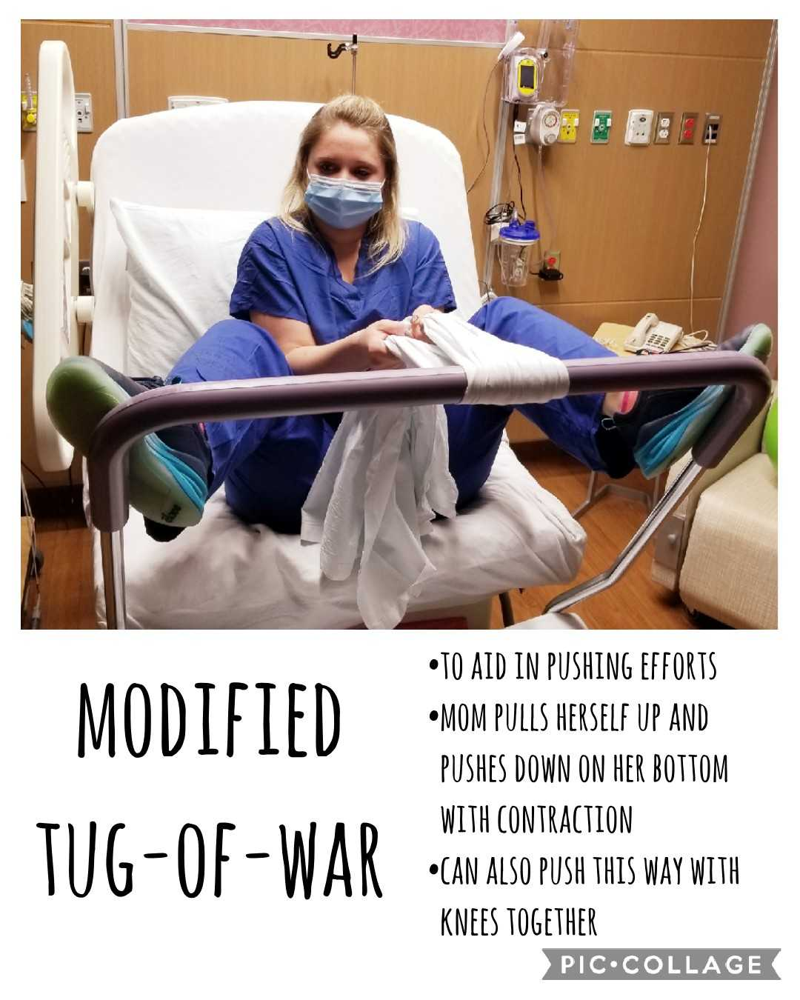 MODIFIED
TUG-OF-WAR
•TO AID IN PUSHING EFFORTS
•MOM PULLS HERSELF UP AND
PUSHES DOWN ON HER BOTTOM
WITH CONTRACTION
•CAN ALSO PUSH THIS WAY WITH
KNEES TOGETHER
PIC•COLLAGE